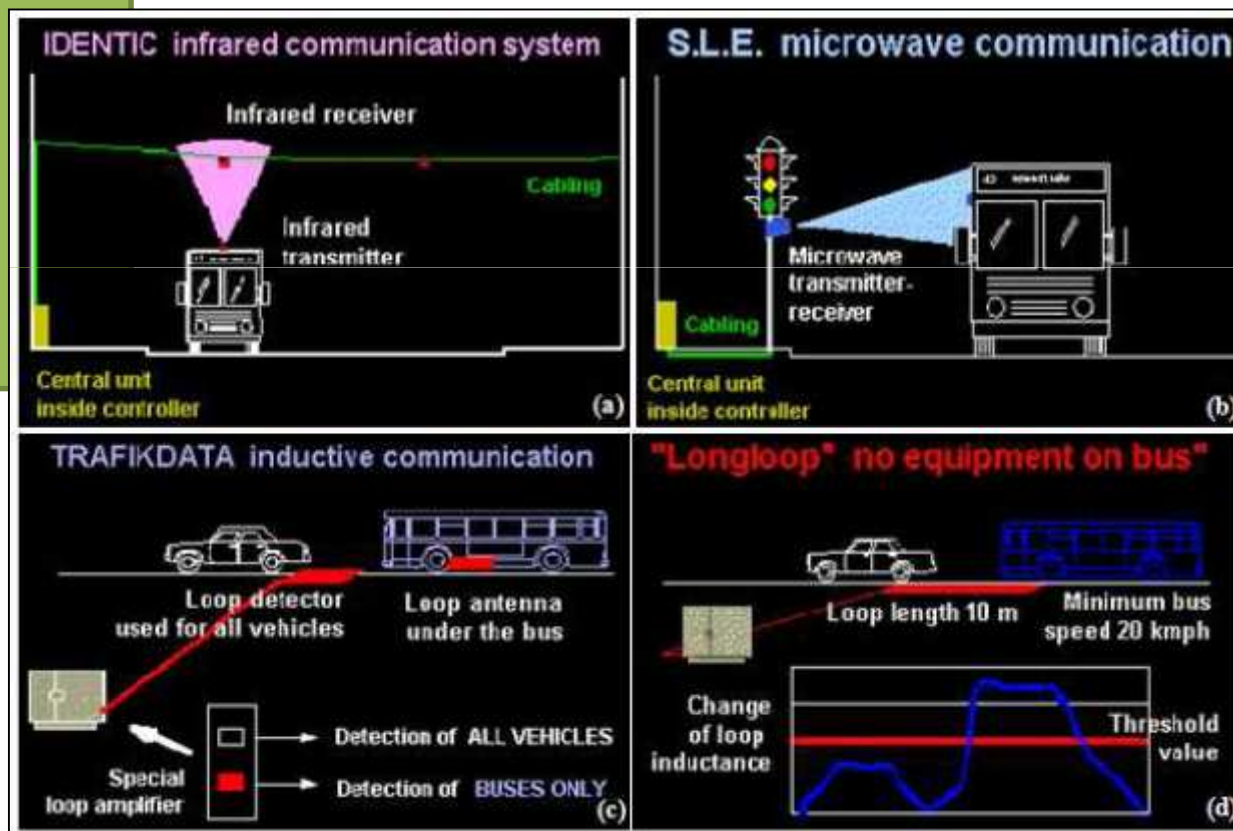 IDENTIC infrared communication system
Infrared receiver
Cabling
Infrared
transmitter
Central unit
inside controller
(a)
S.L.E. microwave communication
43
Microwave
transmitter-
receiver
Cabling
Central unit
inside controller
(b)
TRAFIKDATA inductive communication
Loop detector
used for all vehicles
Loop antenna
under the bus
Detection of ALL VEHICLES
Special
loop amplifier
Detection of BUSES ONLY
(c)
"Longloop" no equipment on bus"
Loop length 10 m
Minimum bus
speed 20 kmph
Change
of loop
inductance
Threshold
value
(d)